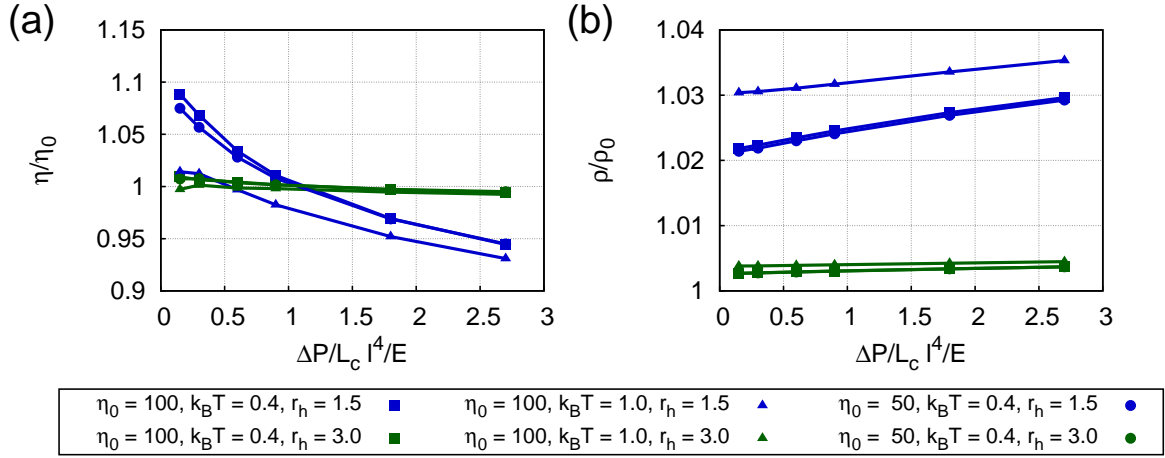 (a)
η/η0
1.15
1.1
1.05
1
0.95
0.9
0 0.5 1 1.5 2 2.5 3
ΔP/Lc l^4/E
(b)
ρ/ρ0
1.04
1.03
1.02
1.01
1
0 0.5 1 1.5 2 2.5 3
ΔP/Lc l^4/E
η0 = 100, kBT = 0.4, rh = 1.5 η0 = 100, kBT = 1.0, rh = 1.5 η0 = 50, kBT = 0.4, rh = 1.5
η0 = 100, kBT = 0.4, rh = 3.0 η0 = 100, kBT = 1.0, rh = 3.0 η0 = 50, kBT = 0.4, rh = 3.0